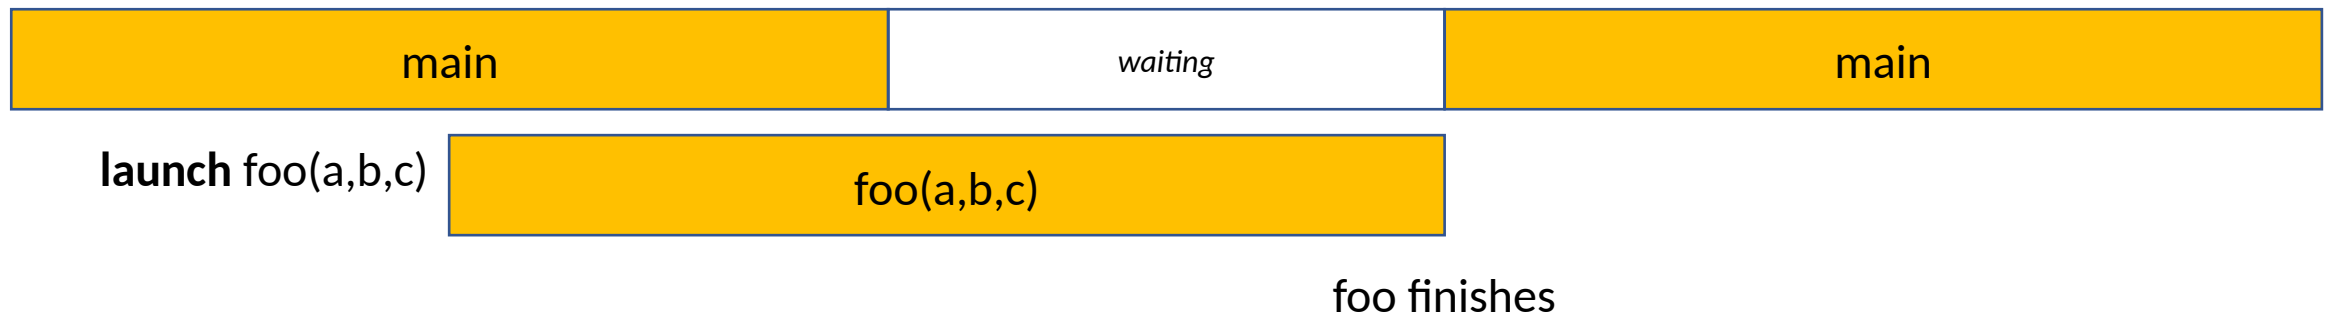 main
waiting
main
launch foo(a,b,c)
foo(a,b,c)
foo finishes